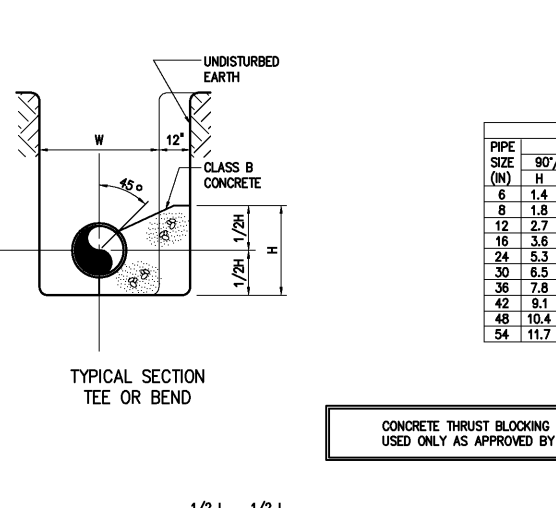 UNDISTURBED
EARTH
W
12"
45°
CLASS B
CONCRETE
1/2H
1/2H
H
TYPICAL SECTION
TEE OR BEND
PIPE
SIZE 90°/
(IN) H
6 1.4
8 1.8
12 2.7
16 3.6
24 5.3
30 6.5
36 7.8
42 9.1
48 10.4
54 11.7
CONCRETE THRUST BLOCKING
USED ONLY AS APPROVED BY